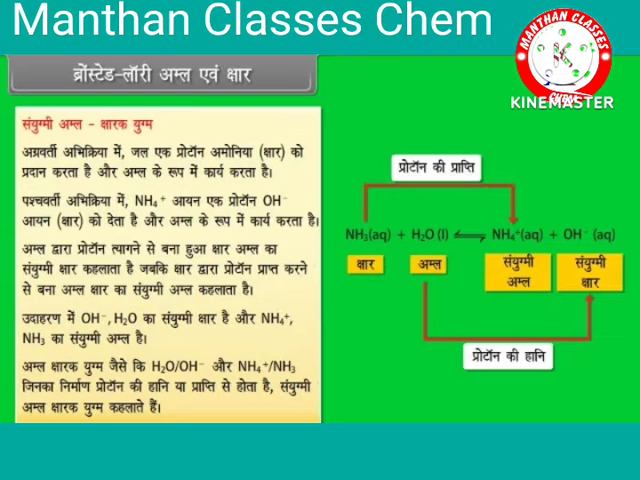 Manthan Classes Chem
MANTHAN CLASSES
CHEM
KINEMASTER
ब्रोंस्टेड-लॉरी अम्ल एवं क्षार
संयुग्मी अम्ल - क्षारक युग्म
अग्रवर्ती अभिक्रिया में, जल एक प्रोटॉन अमोनिया (क्षार) को
प्रदान करता है और अम्ल के रूप में कार्य करता है।
पश्चवर्ती अभिक्रिया में, NH₄⁺ आयन एक प्रोटॉन OH⁻
आयन (क्षार) को देता है और अम्ल के रूप में कार्य करता है।
अम्ल द्वारा प्रोटॉन त्यागने से बना हुआ क्षार अम्ल का
संयुग्मी क्षार कहलाता है जबकि क्षार द्वारा प्रोटॉन प्राप्त करने
से बना अम्ल क्षार का संयुग्मी अम्ल कहलाता है।
उदाहरण में OH⁻, H₂O का संयुग्मी क्षार है और NH₄⁺,
NH₃ का संयुग्मी अम्ल है।
अम्ल क्षारक युग्म जैसे कि H₂O/OH⁻ और NH₄⁺/NH₃
जिनका निर्माण प्रोटॉन की हानि या प्राप्ति से होता है, संयुग्मी
अम्ल क्षारक युग्म कहलाते हैं।
प्रोटॉन की प्राप्ति
NH₃(aq) + H₂O (l) ⇌ NH₄⁺(aq) + OH⁻ (aq)
क्षार अम्ल संयुग्मी संयुग्मी
अम्ल क्षार
प्रोटॉन की हानि